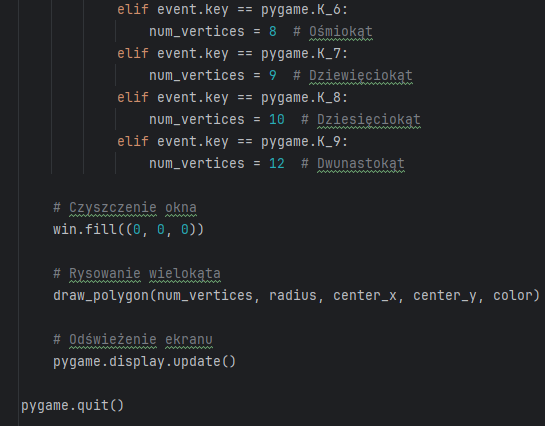 elif event.key == pygame.K_6:
num_vertices = 8  # Ośmiokąt
elif event.key == pygame.K_7:
num_vertices = 9  # Dziewięciokąt
elif event.key == pygame.K_8:
num_vertices = 10  # Dziesięciokąt
elif event.key == pygame.K_9:
num_vertices = 12  # Dwunastokąt
# Czyszczenie okna
win.fill((0, 0, 0))
# Rysowanie wielokąta
draw_polygon(num_vertices, radius, center_x, center_y, color)
# Odświeżenie ekranu
pygame.display.update()
pygame.quit()